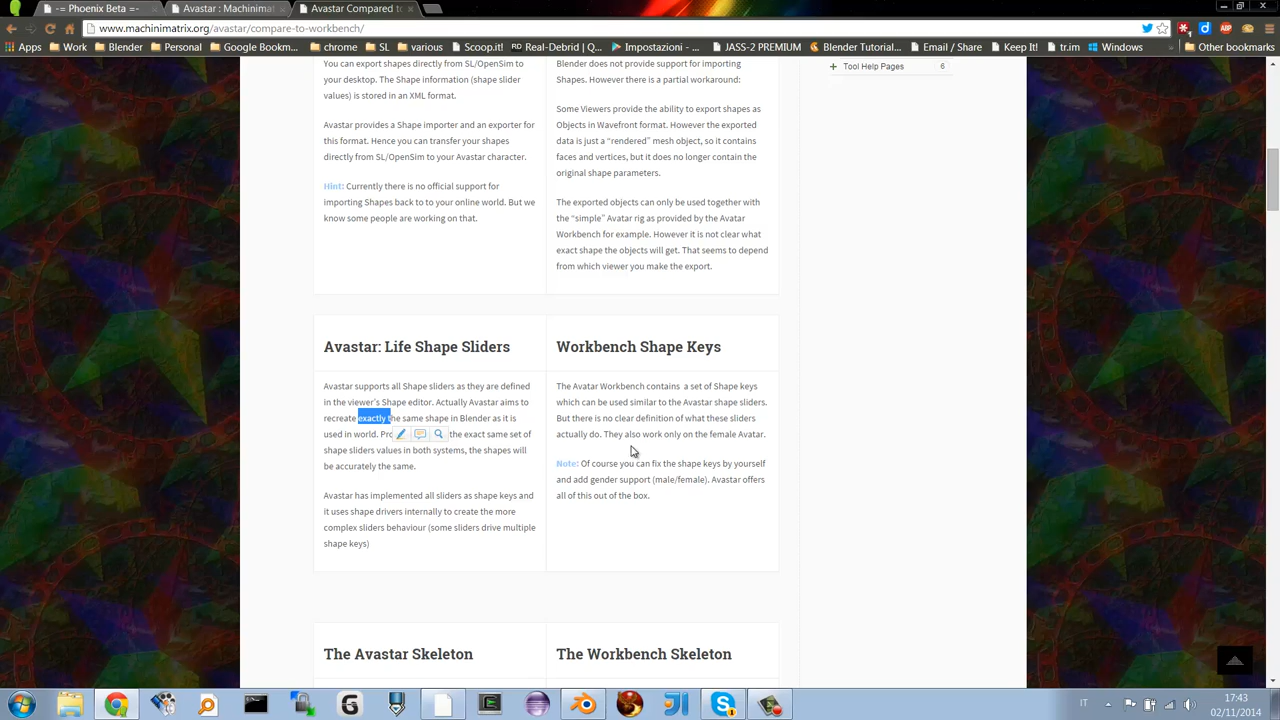 -= Phoenix Beta =-
Avastar : Machinima
Avastar Compared to
www.machinimatrix.org/avastar/compare-to-workbench/
Apps Work Blender Personal Google Bookm... chrome SL various Scoop.it! Real-Debrid | Q... Impostazioni - ... JASS-2 PREMIUM Blender Tutorial... Email / Share Keep It! tr.im Windows Other bookmarks
You can export shapes directly from SL/OpenSim to
your desktop. The Shape information (shape slider
values) is stored in an XML format.
Avastar provides a Shape importer and an exporter for
this format. Hence you can transfer your shapes
directly from SL/OpenSim to your Avastar character.
Hint: Currently there is no official support for
importing Shapes back to to your online world. But we
know some people are working on that.
Blender does not provide support for importing
Shapes. However there is a partial workaround:
Some Viewers provide the ability to export shapes as
Objects in Wavefront format. However the exported
data is just a “rendered” mesh object, so it contains
faces and vertices, but it does no longer contain the
original shape parameters.
The exported objects can only be used together with
the “simple” Avatar rig as provided by the Avatar
Workbench for example. However it is not clear what
exact shape the objects will get. That seems to depend
from which viewer you make the export.
Tool Help Pages 6
Avastar: Life Shape Sliders
Avastar supports all Shape sliders as they are defined
in the viewer’s Shape editor. Actually Avastar aims to
recreate exactly the same shape in Blender as it is
used in world. Pro the exact same set of
shape sliders values in both systems, the shapes will
be accurately the same.
Avastar has implemented all sliders as shape keys and
it uses shape drivers internally to create the more
complex sliders behaviour (some sliders drive multiple
shape keys)
Workbench Shape Keys
The Avatar Workbench contains a set of Shape keys
which can be used similar to the Avastar shape sliders.
But there is no clear definition of what these sliders
actually do. They also work only on the female Avatar.
Note: Of course you can fix the shape keys by yourself
and add gender support (male/female). Avastar offers
all of this out of the box.
The Avastar Skeleton
The Workbench Skeleton
IT
17:43
02/11/2014